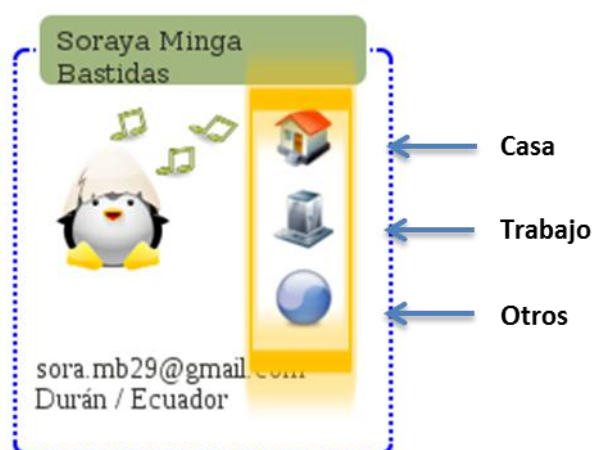 Soraya Minga
Bastidas
Casa
Trabajo
Otros
sora.mb29@gmail.com
Durán / Ecuador